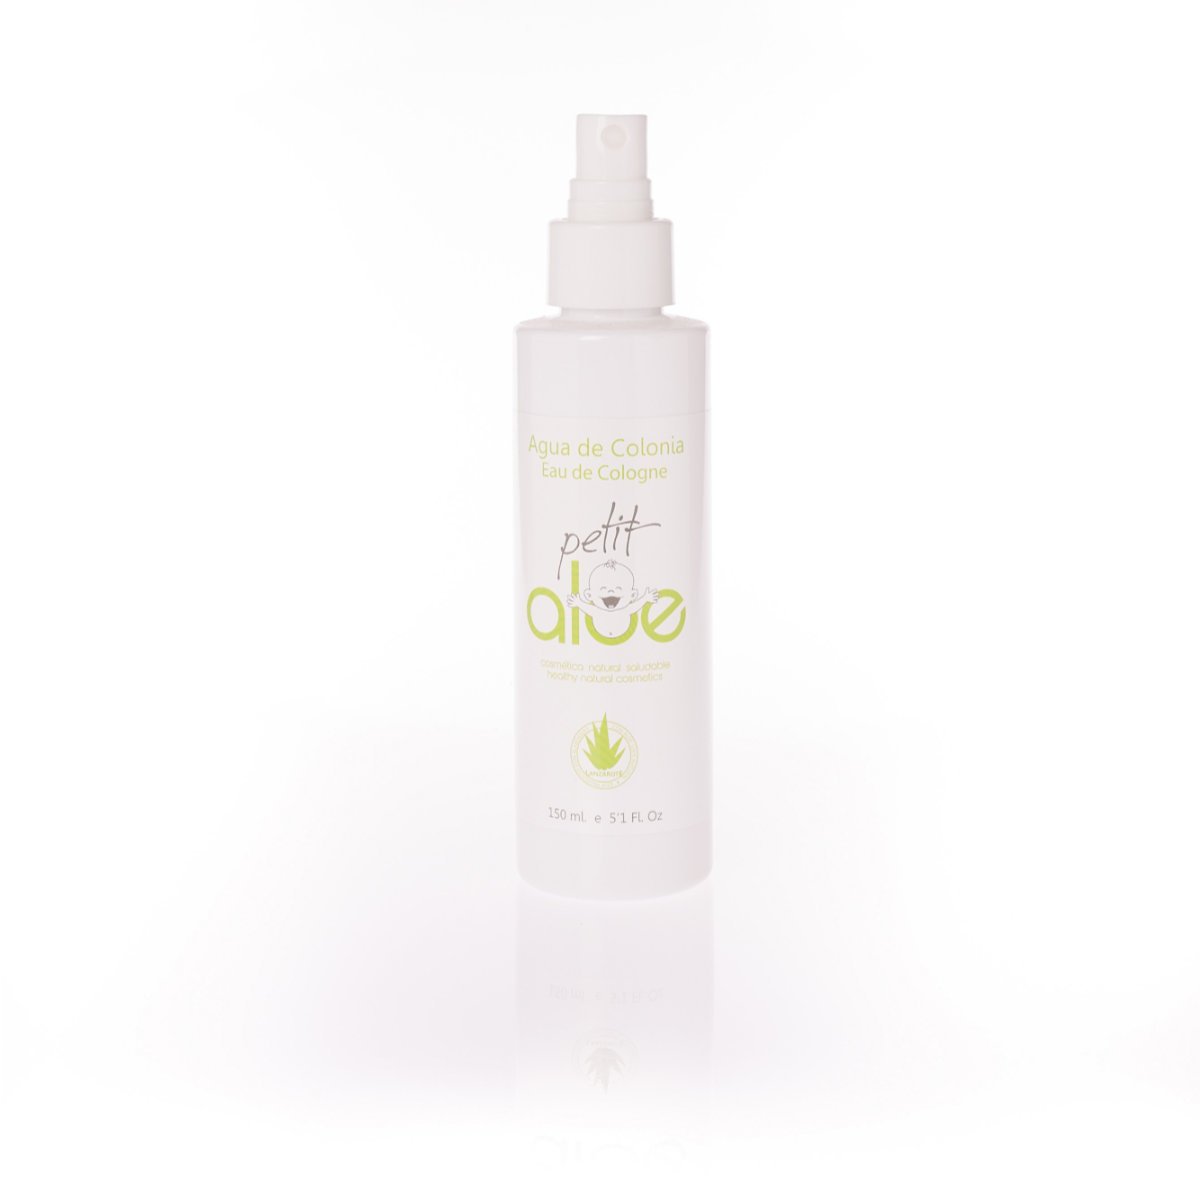 Agua de Colonia
Eau de Cologne
petit
aloe
cosmética natural saludable
healthy natural cosmetics
LANZAROTE
150 ml. e 5'1 Fl. Oz